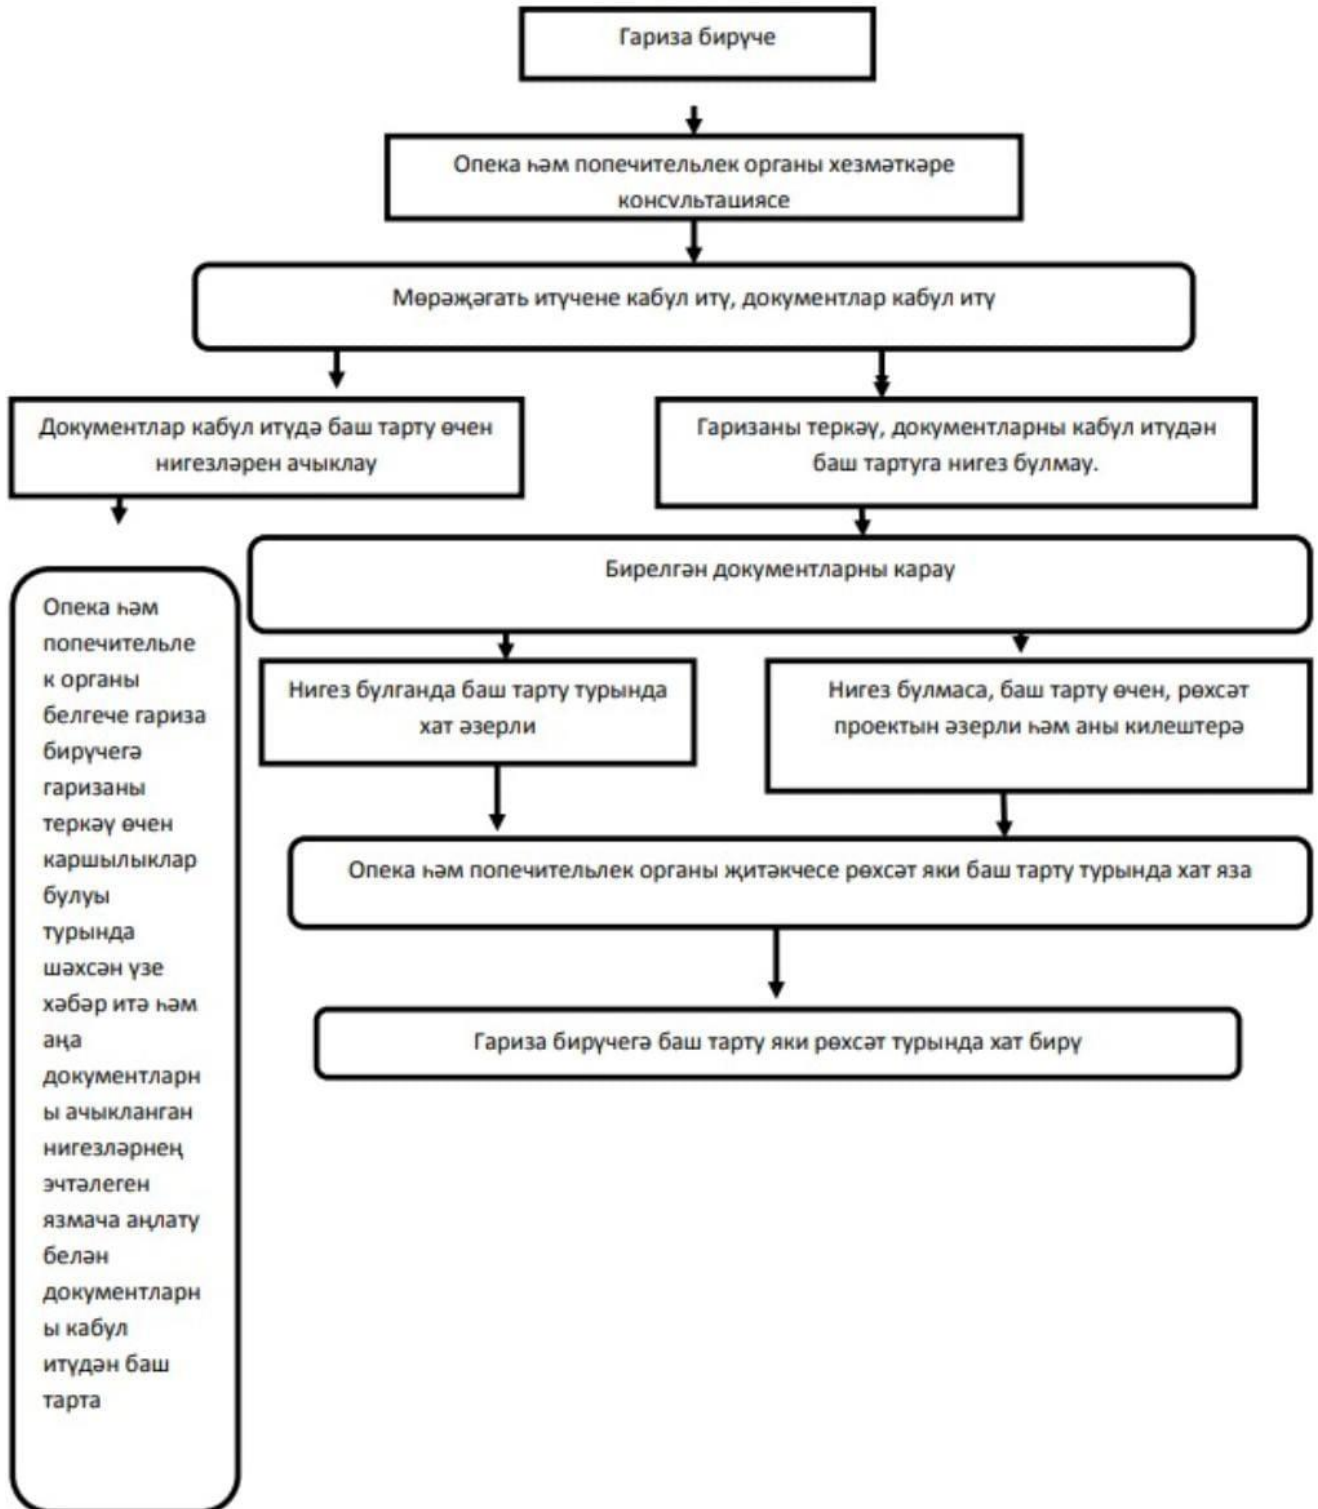 Гариза бирүче
Опека һәм попечительлек органы хезмәткәре
консультациясе
Мөрәҗәгать итүчене кабул итү, документлар кабул итү
Документлар кабул итүдә баш тарту өчен
нигезләрен ачыклау
Гаризаны теркәү, документларны кабул итүдән
баш тартуга нигез булмау.
Бирелгән документларны карау
Опека һәм
попечительле
к органы
белгече гариза
бирүчегә
гаризаны
теркәү өчен
каршылыклар
булуы
турында
шәхсән үзе
хәбәр итә һәм
аңа
документларн
ы ачыкланган
нигезләрнең
эчтәлеген
язмача аңлату
белән
документларн
ы кабул
итүдән баш
тарта
Нигез булганда баш тарту турында
хат әзерли
Нигез булмаса, баш тарту өчен, рөхсәт
проектын әзерли һәм аны килештерә
Опека һәм попечительлек органы җитәкчесе рөхсәт яки баш тарту турында хат яза
Гариза бирүчегә баш тарту яки рөхсәт турында хат бирү